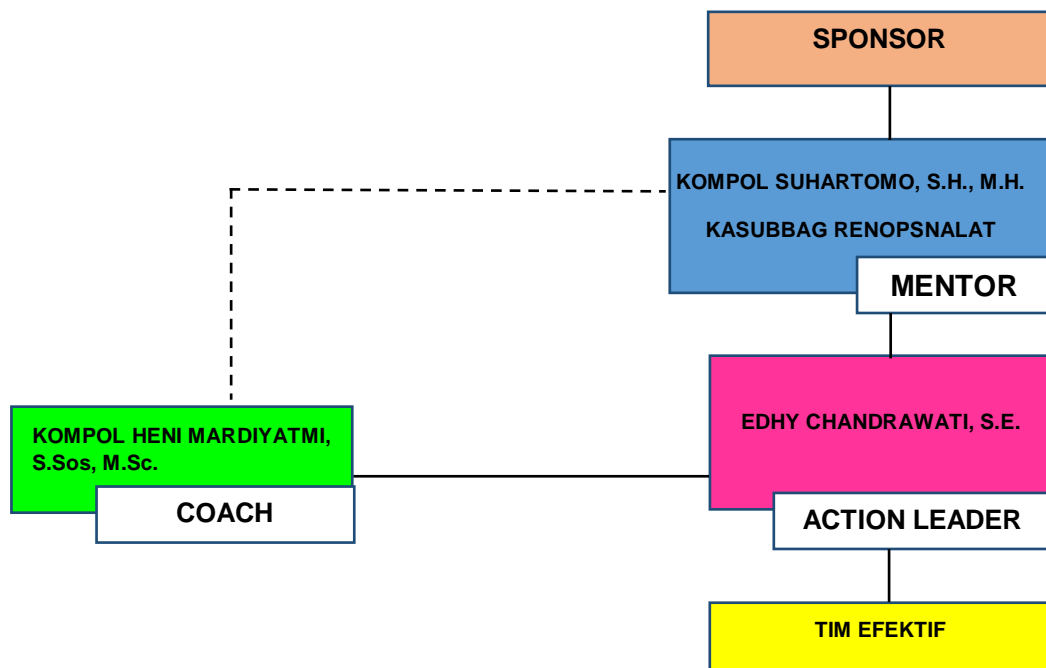 SPONSOR
KOMPOL SUHARTOMO, S.H., M.H.
KASUBBAG RENOPSNALAT
MENTOR
EDHY CHANDRAWATI, S.E.
KOMPOL HENI MARDIYATMI,
S.Sos, M.Sc.
COACH
ACTION LEADER
TIM EFEKTIF